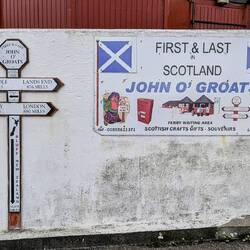 JOHN
O' GROATS
LANDS END
876 MILES
LONDON
690 MILES
FIRST & LAST
IN
SCOTLAND
JOHN O' GROATS
FERRY WAITING AREA
SCOTTISH CRAFTS GIFTS · SOUVENIRS